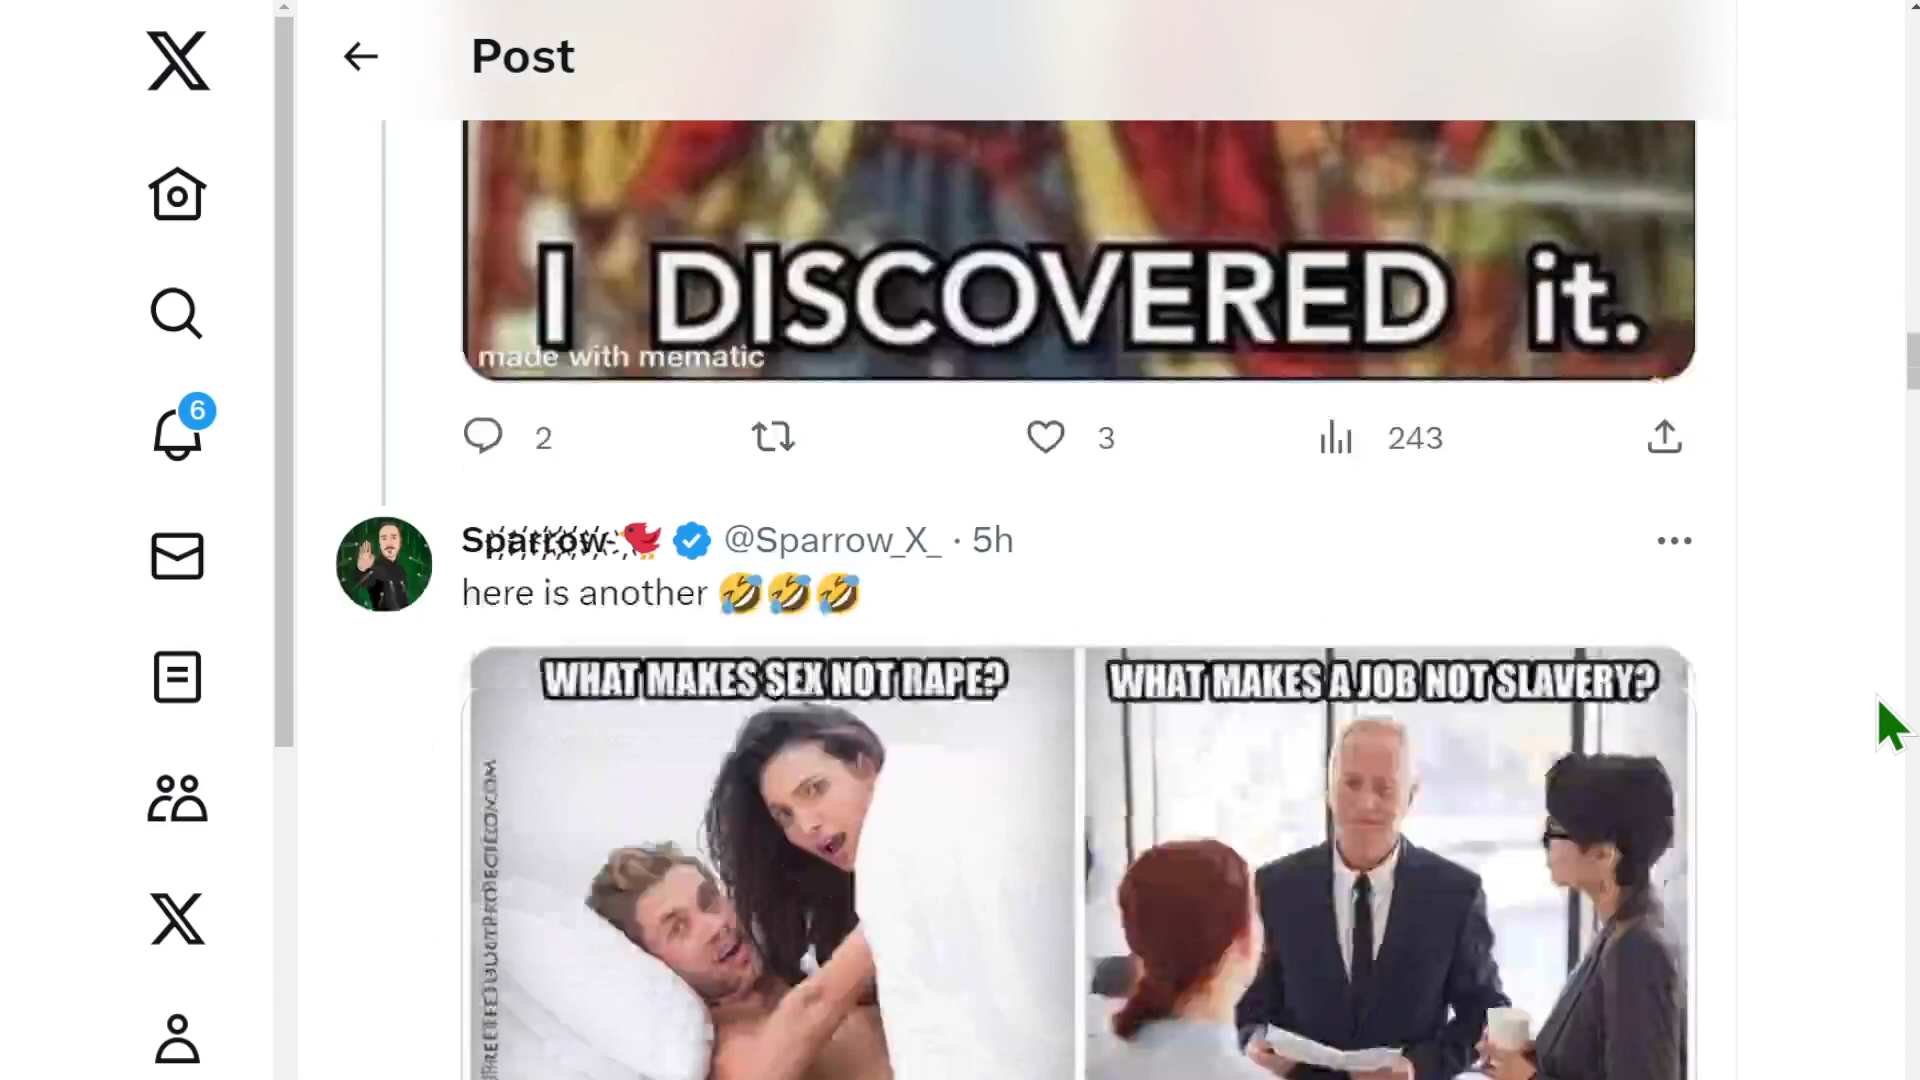 Post
I DISCOVERED it.
made with mematic
2
3
243
6
Sparrow
@Sparrow_X_ · 5h
here is another 🤣🤣🤣
WHAT MAKES SEX NOT RAPE?
WHAT MAKES A JOB NOT SLAVERY?